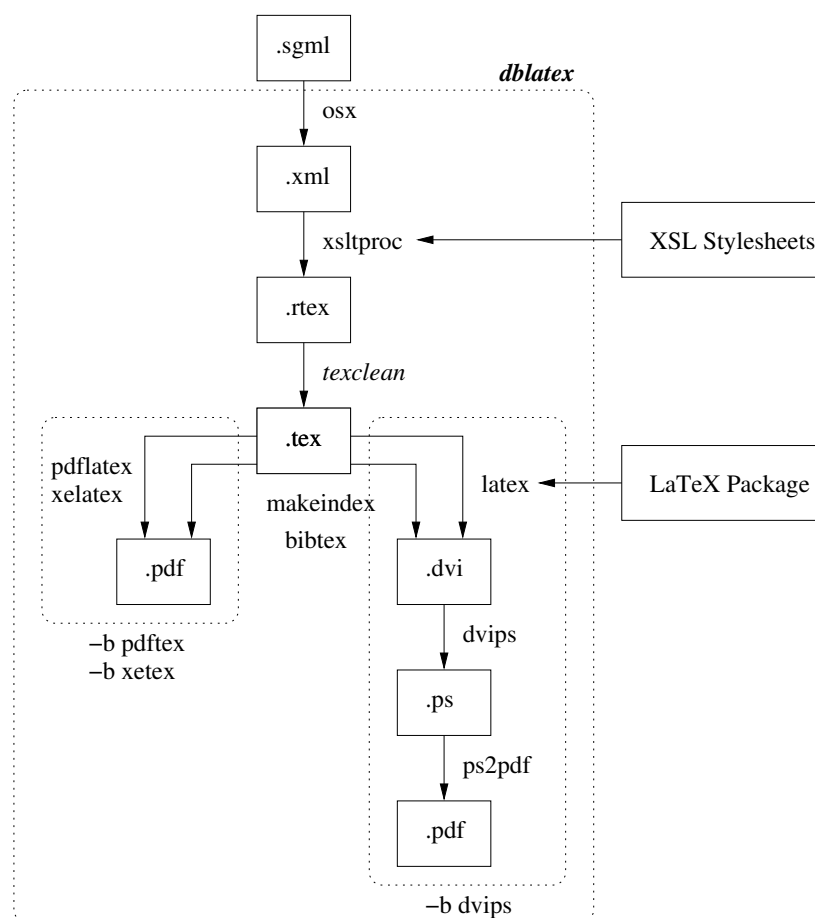 .sgml
dblatex
osx
.xml
xsltproc
XSL Stylesheets
.rtex
texclean
.tex
pdflatex
xelatex
latex
LaTeX Package
makeindex
bibtex
.pdf
.dvi
−b pdftex
−b xetex
dvips
.ps
ps2pdf
.pdf
−b dvips